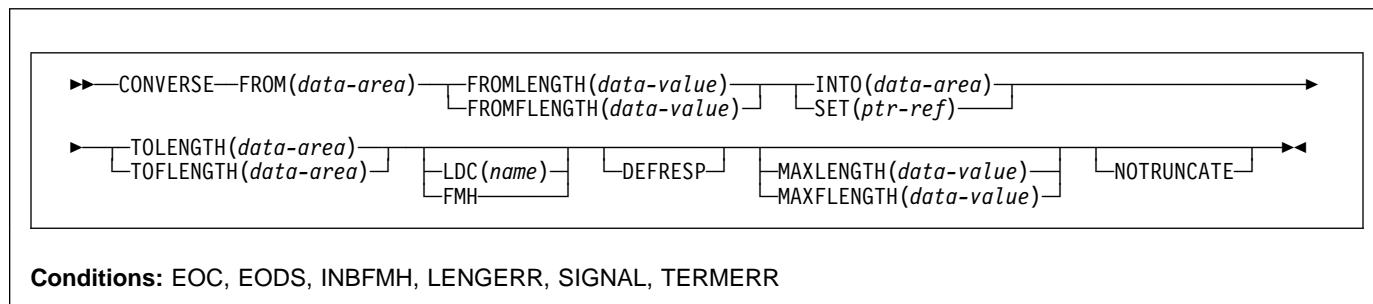 CONVERSE FROM(data-area) FROMLENGTH(data-value) INTO(data-area)
FROMFLENGTH(data-value) SET(ptr-ref)
TOLENGTH(data-area)
TOFLENGTH(data-area) LDC(name) DEFRESP MAXLENGTH(data-value) NOTRUNCATE
FMH MAXFLENGTH(data-value)
Conditions: EOC, EODS, INBFMH, LENGERR, SIGNAL, TERMERR